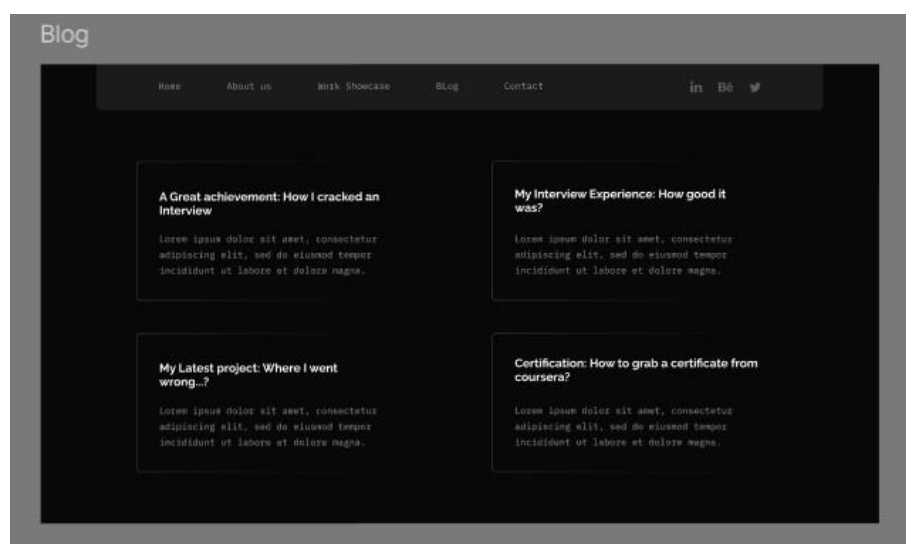 Blog
Home About us Work Showcase BLog Contact in Bē
A Great achievement: How I cracked an
Interview
Lorem ipsum dolor sit amet, consectetur
adipiscing elit, sed do eiusmod tempor
incididunt ut labore et dolore magna.
My Interview Experience: How good it
was?
Lorem ipsum dolor sit amet, consectetur
adipiscing elit, sed do eiusmod tempor
incididunt ut labore et dolore magna.
My Latest project: Where I went
wrong...?
Lorem ipsum dolor sit amet, consectetur
adipiscing elit, sed do eiusmod tempor
incididunt ut labore et dolore magna.
Certification: How to grab a certificate from
coursera?
Lorem ipsum dolor sit amet, consectetur
adipiscing elit, sed do eiusmod tempor
incididunt ut labore et dolore magna.